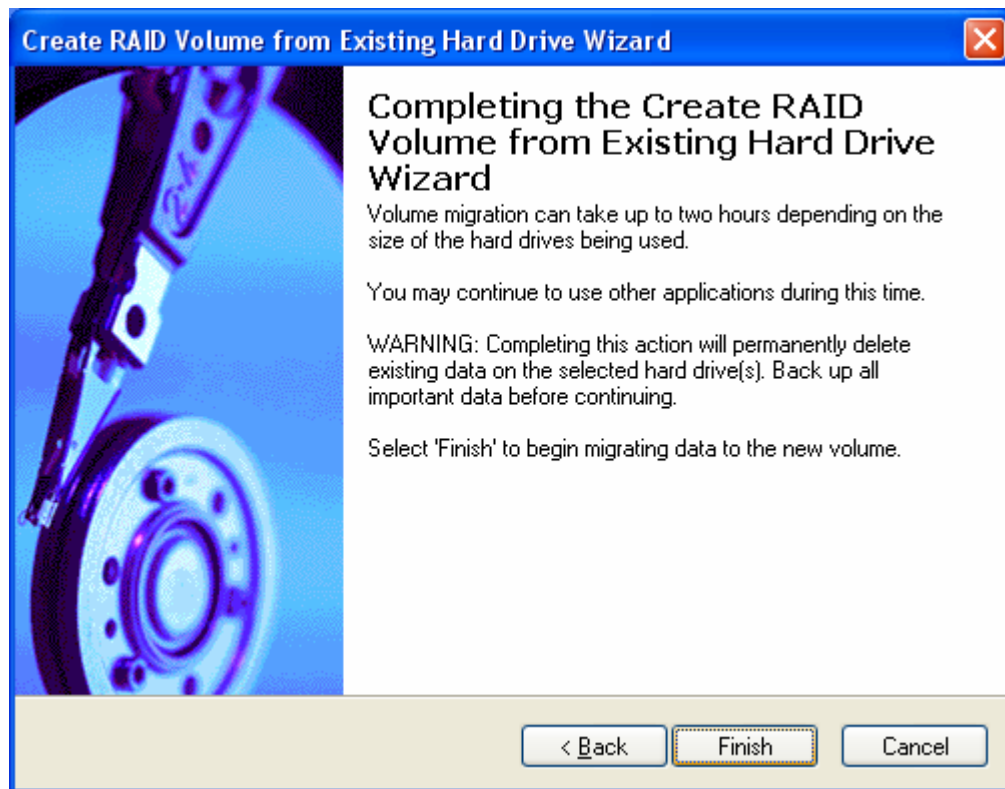 Create RAID Volume from Existing Hard Drive Wizard
Completing the Create RAID
Volume from Existing Hard Drive
Wizard
Volume migration can take up to two hours depending on the
size of the hard drives being used.
You may continue to use other applications during this time.
WARNING: Completing this action will permanently delete
existing data on the selected hard drive(s). Back up all
important data before continuing.
Select 'Finish' to begin migrating data to the new volume.
< Back
Finish
Cancel